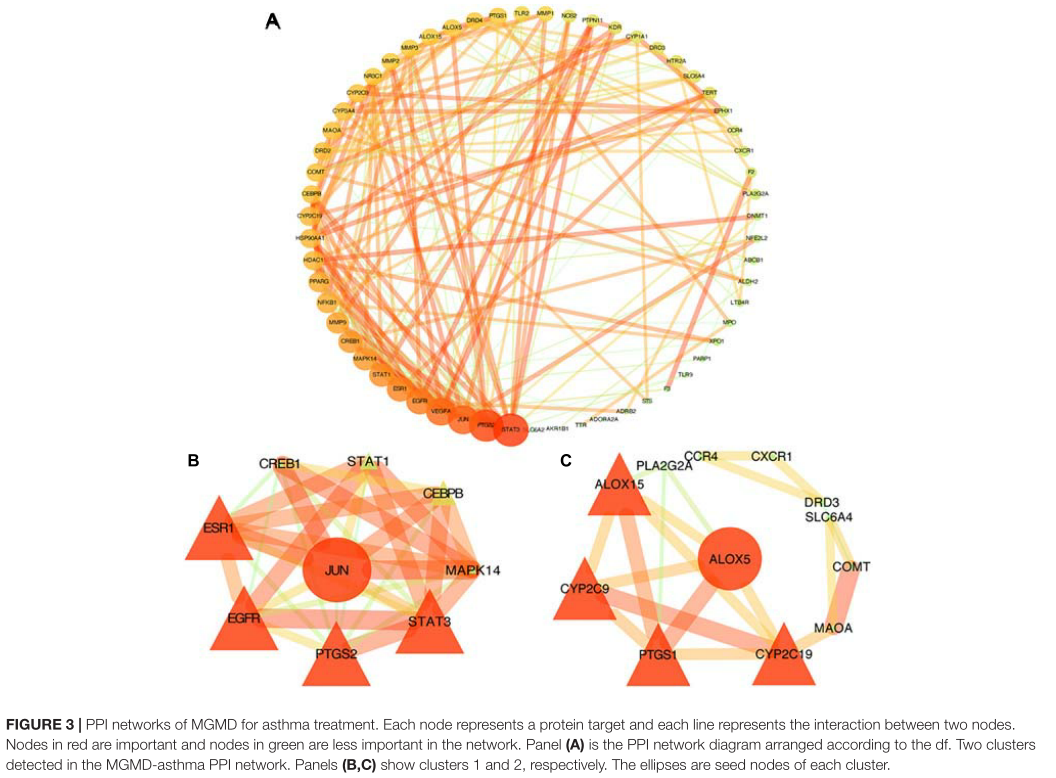 A
PTGS1
TLR2
MMP1
NOS2
PTPN11
KDR
CYP1A1
DRD3
HTR2A
SLC6A4
TERT
EPHX1
CCR4
CXCR1
F2
PLA2G2A
DNMT1
NFE2L2
ABCB1
ALDH2
LTB4R
MPO
XPO1
PARP1
TLR9
F3
STS
ADRB2
ADORA2A
TTR
AKR1B1
SLC6A2
STAT3
PTGS2
JUN
VEGFA
EGFR
ESR1
STAT1
MAPK14
CREB1
MMP9
NFKB1
PPARG
HDAC1
HSP90AA1
CYP2C19
CEBPB
COMT
DRD2
MAOA
CYP3A4
CYP2C9
NR3C1
MMP2
MMP3
ALOX15
ALOX5
DRD4
B
CREB1
STAT1
CEBPB
ESR1
JUN
MAPK14
EGFR
STAT3
PTGS2
C
PLA2G2A
CCR4
CXCR1
ALOX15
DRD3
SLC6A4
ALOX5
COMT
CYP2C9
MAOA
PTGS1
CYP2C19
FIGURE 3 | PPI networks of MGMD for asthma treatment. Each node represents a protein target and each line represents the interaction between two nodes.
Nodes in red are important and nodes in green are less important in the network. Panel (A) is the PPI network diagram arranged according to the df. Two clusters
detected in the MGMD-asthma PPI network. Panels (B,C) show clusters 1 and 2, respectively. The ellipses are seed nodes of each cluster.